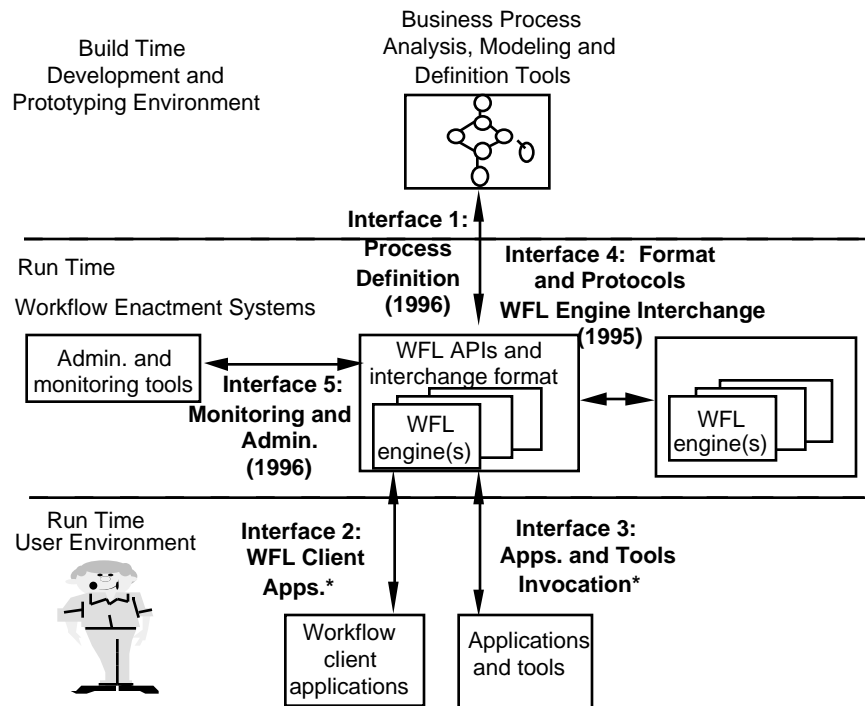 Build Time
Development and
Prototyping Environment
Business Process
Analysis, Modeling and
Definition Tools
Interface 1:
Process
Definition
(1996)
Interface 4: Format
and Protocols
WFL Engine Interchange
(1995)
Run Time
Workflow Enactment Systems
Admin. and
monitoring tools
Interface 5:
Monitoring and
Admin.
(1996)
WFL APIs and
interchange format
WFL
engine(s)
WFL
engine(s)
Run Time
User Environment
Interface 2:
WFL Client
Apps.*
Interface 3:
Apps. and Tools
Invocation*
Workflow
client
applications
Applications
and tools